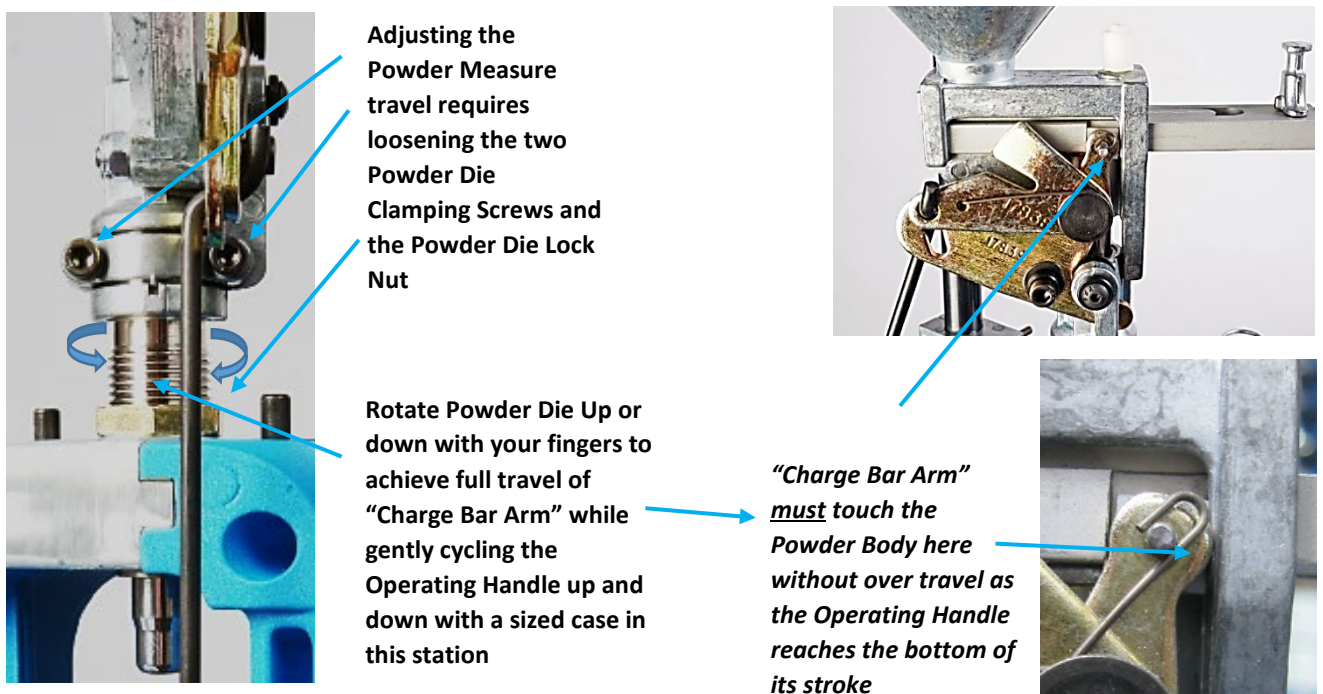 Adjusting the
Powder Measure
travel requires
loosening the two
Powder Die
Clamping Screws and
the Powder Die Lock
Nut
Rotate Powder Die Up or
down with your fingers to
achieve full travel of
“Charge Bar Arm” while
gently cycling the
Operating Handle up and
down with a sized case in
this station
“Charge Bar Arm”
must touch the
Powder Body here
without over travel as
the Operating Handle
reaches the bottom of
its stroke